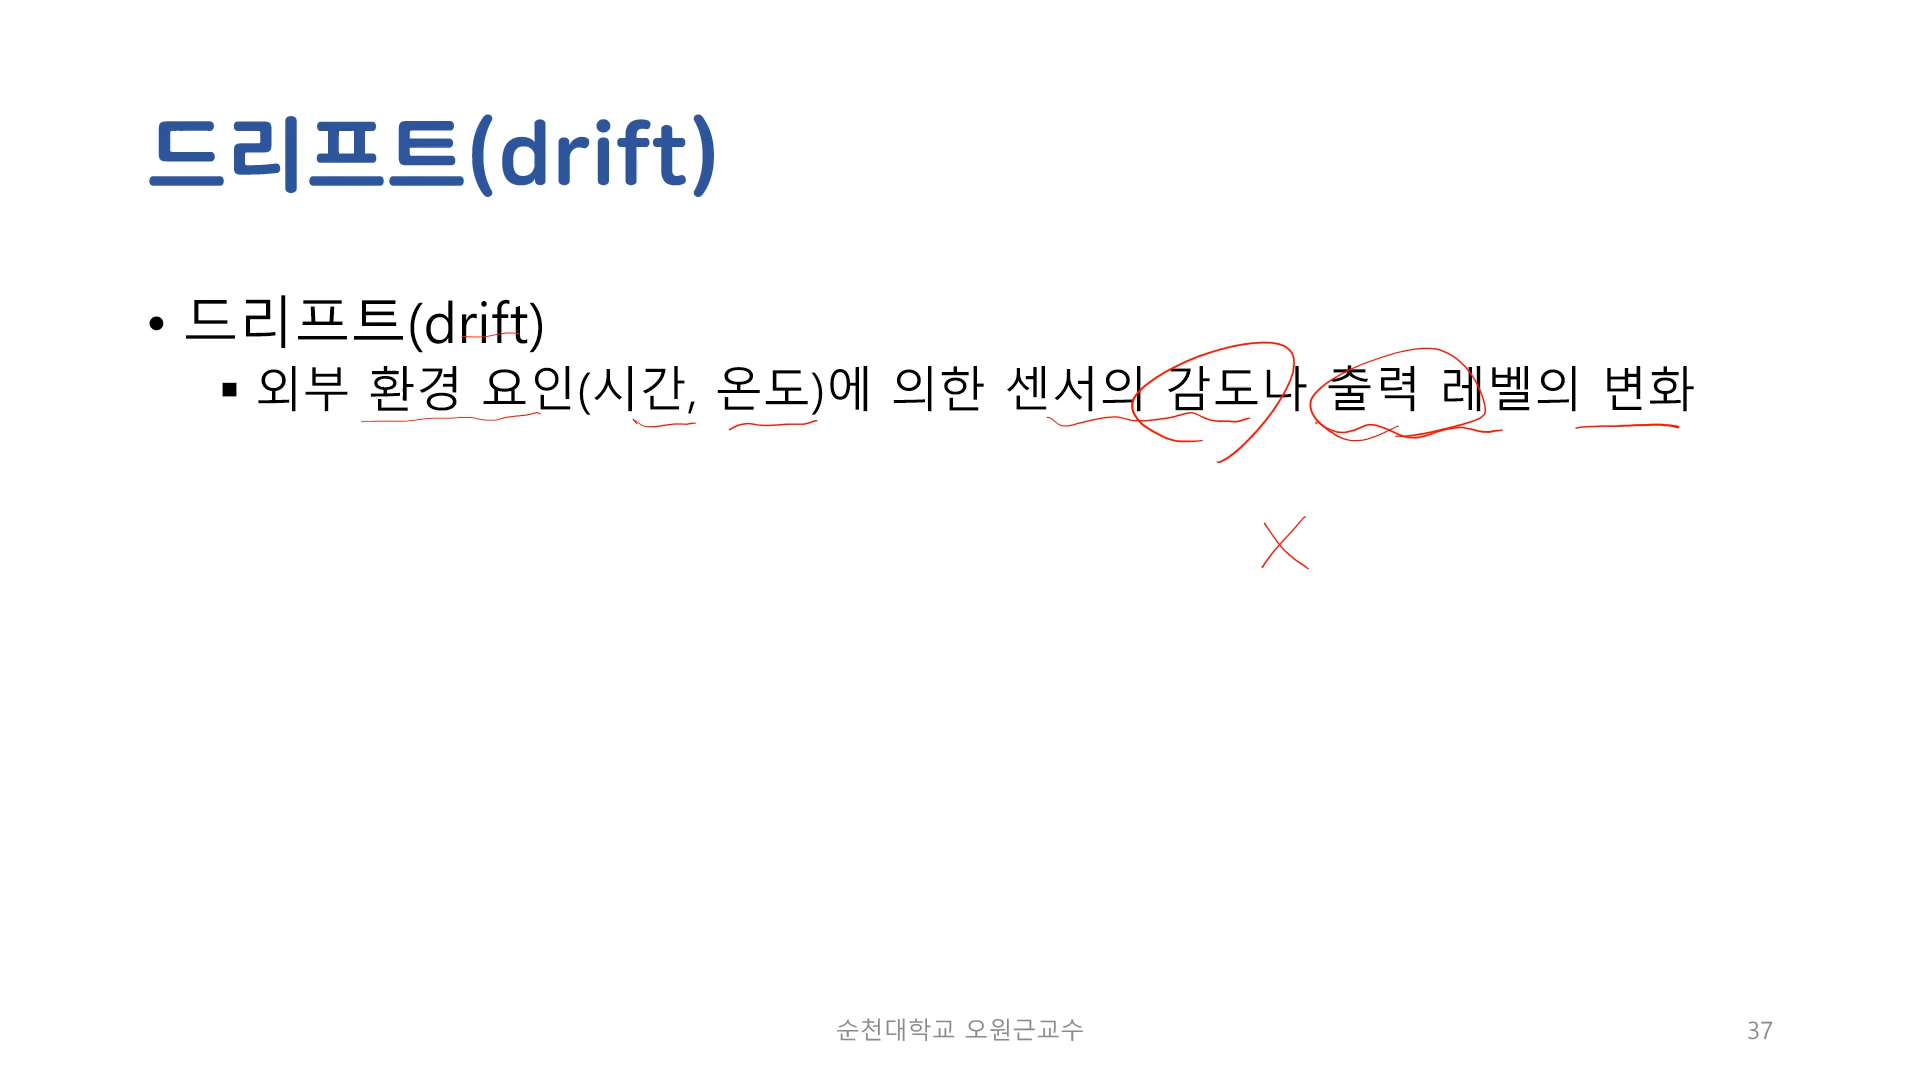 드리프트(drift)
• 드리프트(drift)
▪ 외부 환경 요인(시간, 온도)에 의한 센서의 감도나 출력 레벨의 변화
X
순천대학교 오원근교수
37